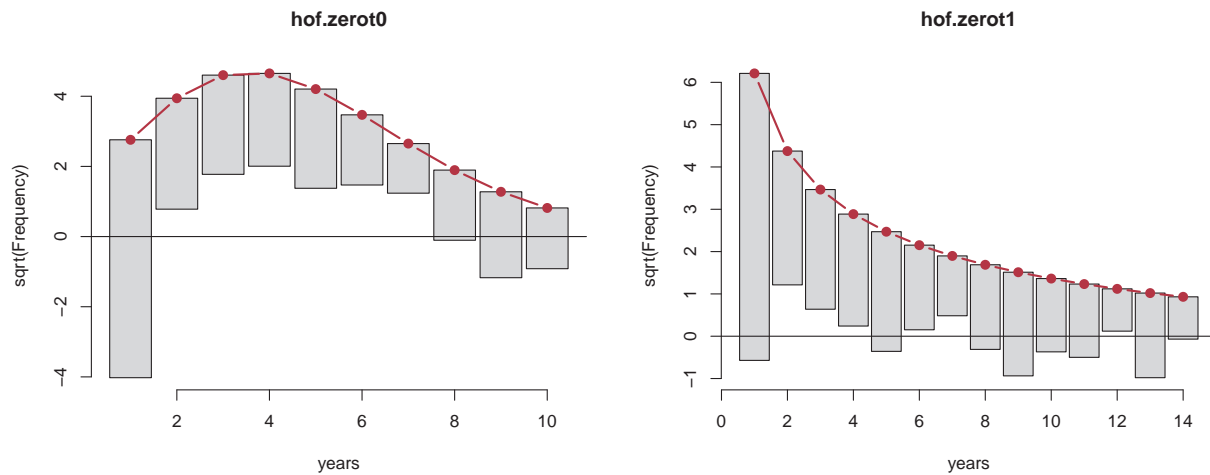 hof.zerot0
sqrt(Frequency)
4
2
0
−2
−4
2 4 6 8 10
years
hof.zerot1
sqrt(Frequency)
6
5
4
3
2
1
0
−1
0 2 4 6 8 10 12 14
years